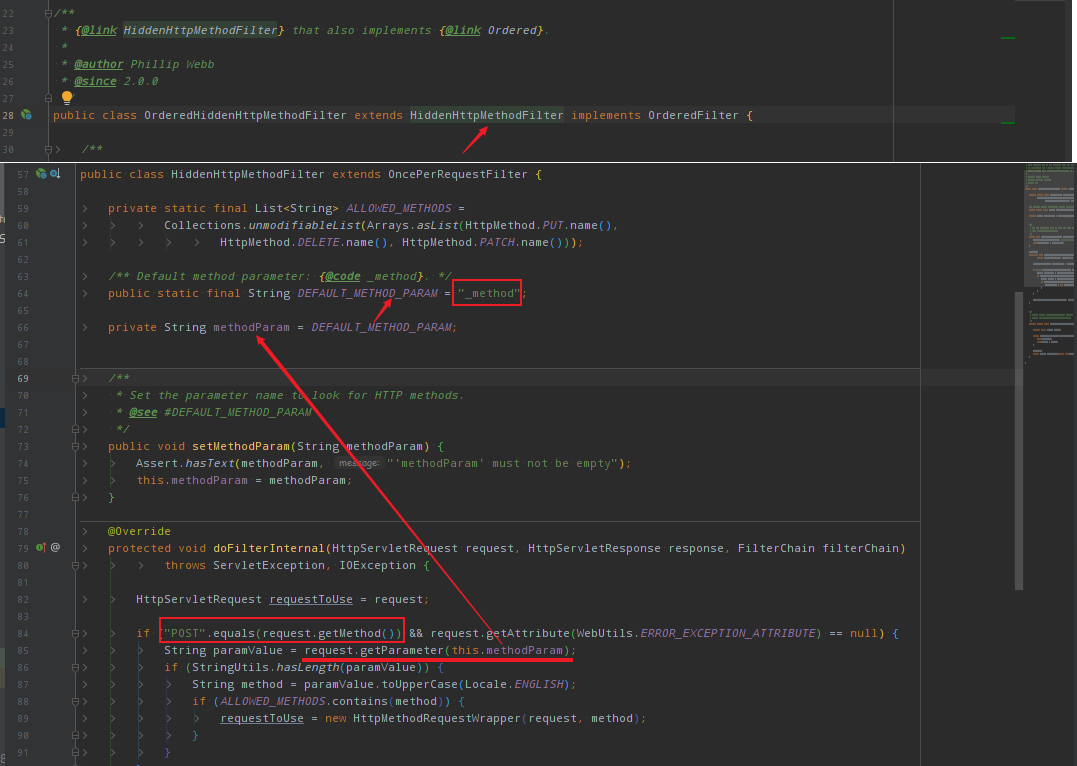 22 /**
23 * {@link HiddenHttpMethodFilter} that also implements {@link Ordered}.
24 *
25 * @author Phillip Webb
26 * @since 2.0.0
27
28 public class OrderedHiddenHttpMethodFilter extends HiddenHttpMethodFilter implements OrderedFilter {
29
30 /**
57 public class HiddenHttpMethodFilter extends OncePerRequestFilter {
58
59 private static final List<String> ALLOWED_METHODS =
60 Collections.unmodifiableList(Arrays.asList(HttpMethod.PUT.name(),
61 HttpMethod.DELETE.name(), HttpMethod.PATCH.name()));
62
63 /** Default method parameter: {@code _method}. */
64 public static final String DEFAULT_METHOD_PARAM = "_method";
65
66 private String methodParam = DEFAULT_METHOD_PARAM;
67
68
69 /**
70 * Set the parameter name to look for HTTP methods.
71 * @see #DEFAULT_METHOD_PARAM
72 */
73 public void setMethodParam(String methodParam) {
74 Assert.hasText(methodParam, message: "'methodParam' must not be empty");
75 this.methodParam = methodParam;
76 }
77
78 @Override
79 @ protected void doFilterInternal(HttpServletRequest request, HttpServletResponse response, FilterChain filterChain)
80 throws ServletException, IOException {
81
82 HttpServletRequest requestToUse = request;
83
84 if ("POST".equals(request.getMethod()) && request.getAttribute(WebUtils.ERROR_EXCEPTION_ATTRIBUTE) == null) {
85 String paramValue = request.getParameter(this.methodParam);
86 if (StringUtils.hasLength(paramValue)) {
87 String method = paramValue.toUpperCase(Locale.ENGLISH);
88 if (ALLOWED_METHODS.contains(method)) {
89 requestToUse = new HttpMethodRequestWrapper(request, method);
90 }
91 }